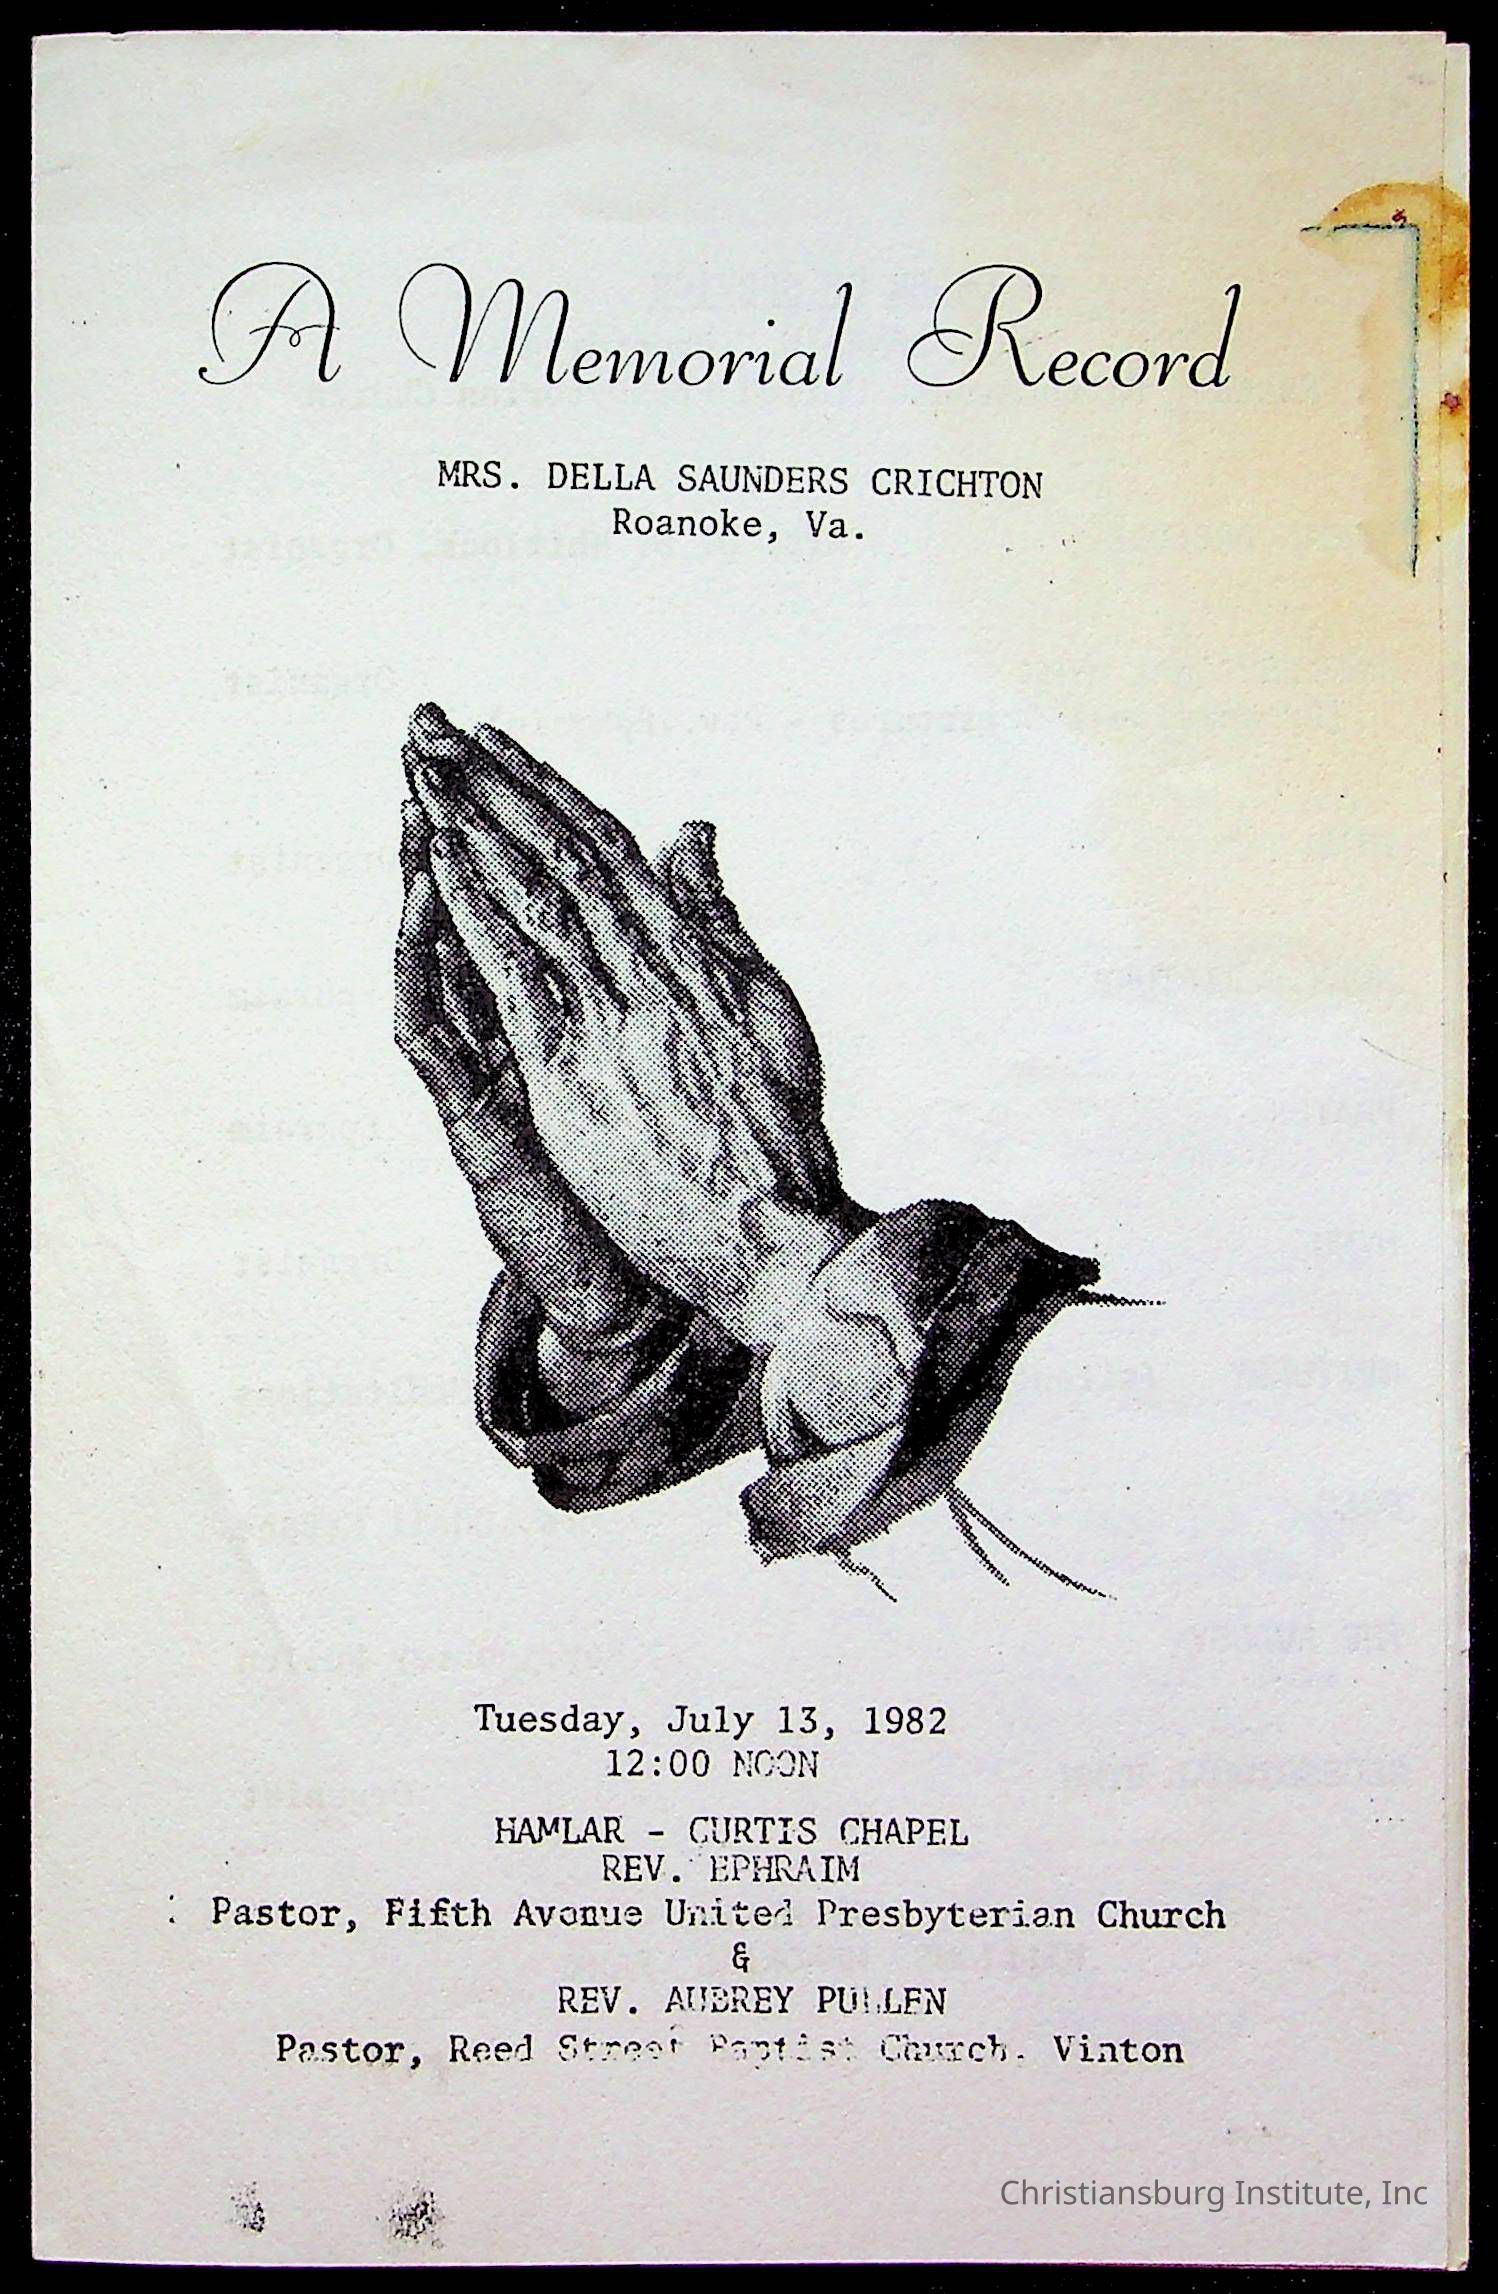 A Memorial Record
MRS. DELLA SAUNDERS CRICHTON
Roanoke, Va.
Tuesday, July 13, 1982
12:00 NOON
HAMLAR - CURTIS CHAPEL
REV. EPHRAIM
Pastor, Fifth Avenue United Presbyterian Church
&
REV. AUBREY PULLEN
Pastor, Reed Street Baptist Church. Vinton
Christiansburg Institute, Inc